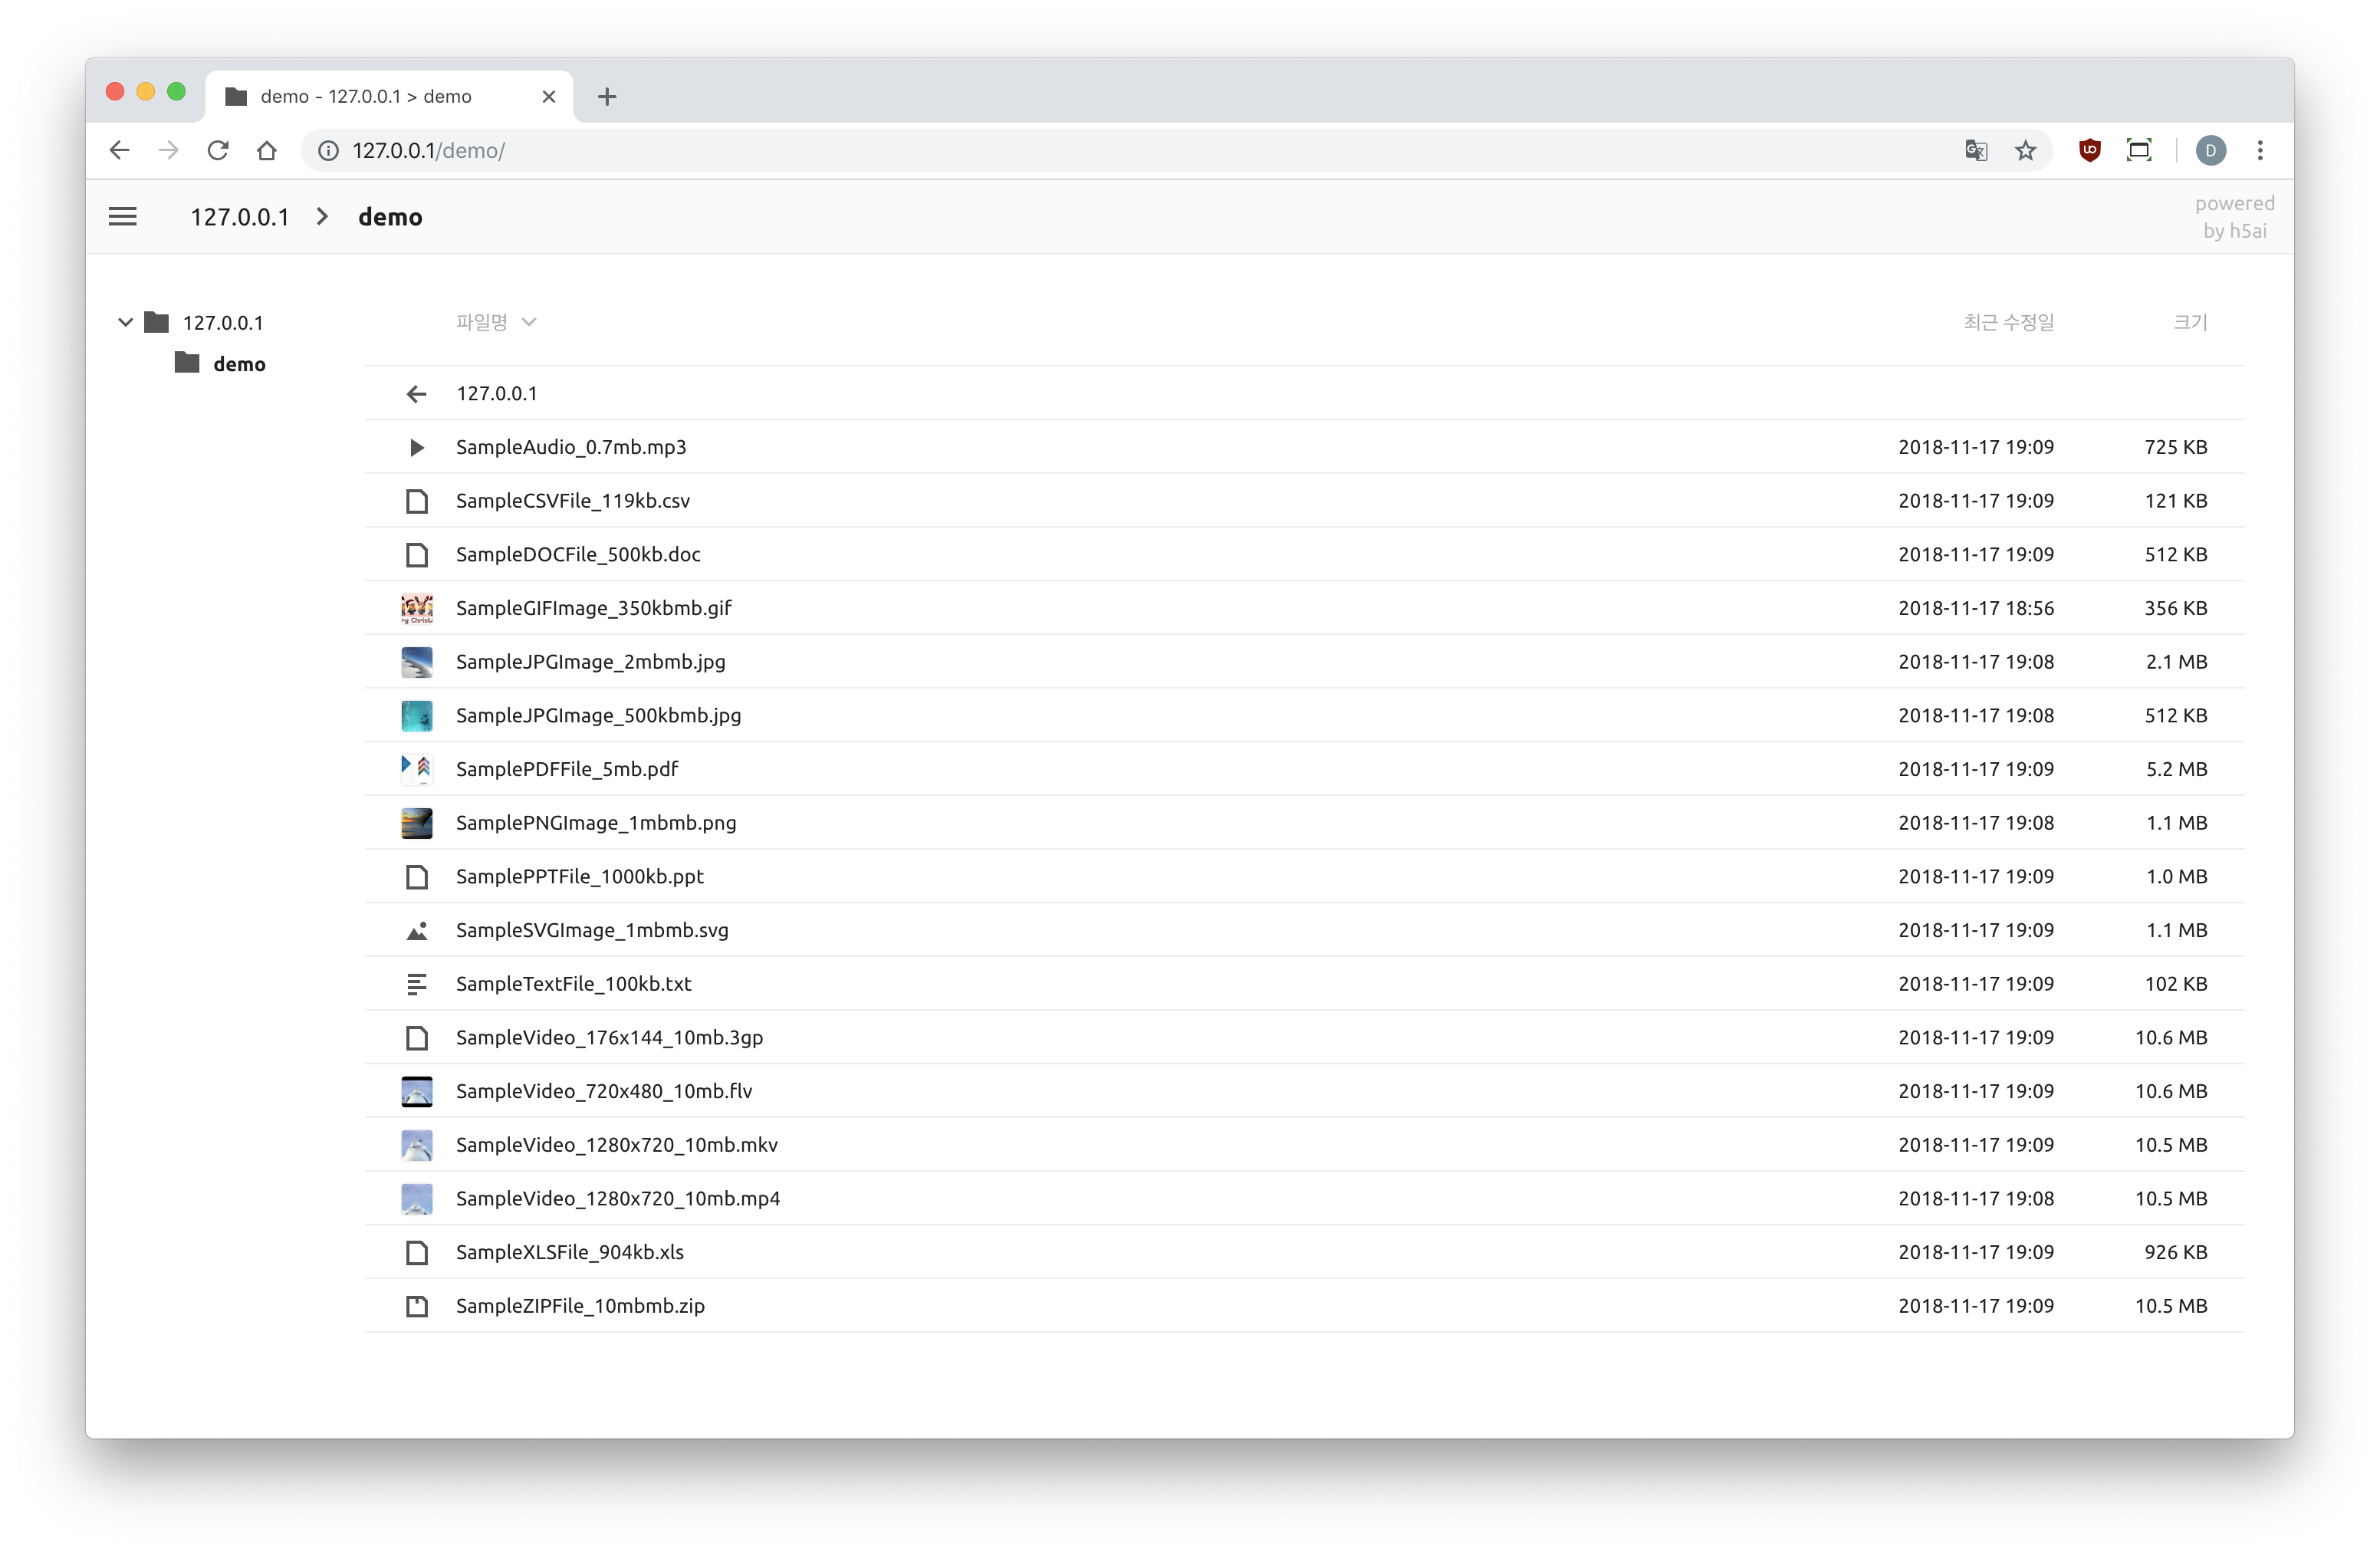 demo - 127.0.0.1 > demo
127.0.0.1/demo/
D
127.0.0.1 demo
powered
by h5ai
127.0.0.1
demo
파일명 최근 수정일 크기
127.0.0.1
SampleAudio_0.7mb.mp3 2018-11-17 19:09 725 KB
SampleCSVFile_119kb.csv 2018-11-17 19:09 121 KB
SampleDOCFile_500kb.doc 2018-11-17 19:09 512 KB
SampleGIFImage_350kbmb.gif 2018-11-17 18:56 356 KB
SampleJPGImage_2mbmb.jpg 2018-11-17 19:08 2.1 MB
SampleJPGImage_500kbmb.jpg 2018-11-17 19:08 512 KB
SamplePDFFile_5mb.pdf 2018-11-17 19:09 5.2 MB
SamplePNGImage_1mbmb.png 2018-11-17 19:08 1.1 MB
SamplePPTFile_1000kb.ppt 2018-11-17 19:09 1.0 MB
SampleSVGImage_1mbmb.svg 2018-11-17 19:09 1.1 MB
SampleTextFile_100kb.txt 2018-11-17 19:09 102 KB
SampleVideo_176x144_10mb.3gp 2018-11-17 19:09 10.6 MB
SampleVideo_720x480_10mb.flv 2018-11-17 19:09 10.6 MB
SampleVideo_1280x720_10mb.mkv 2018-11-17 19:09 10.5 MB
SampleVideo_1280x720_10mb.mp4 2018-11-17 19:08 10.5 MB
SampleXLSFile_904kb.xls 2018-11-17 19:09 926 KB
SampleZIPFile_10mbmb.zip 2018-11-17 19:09 10.5 MB